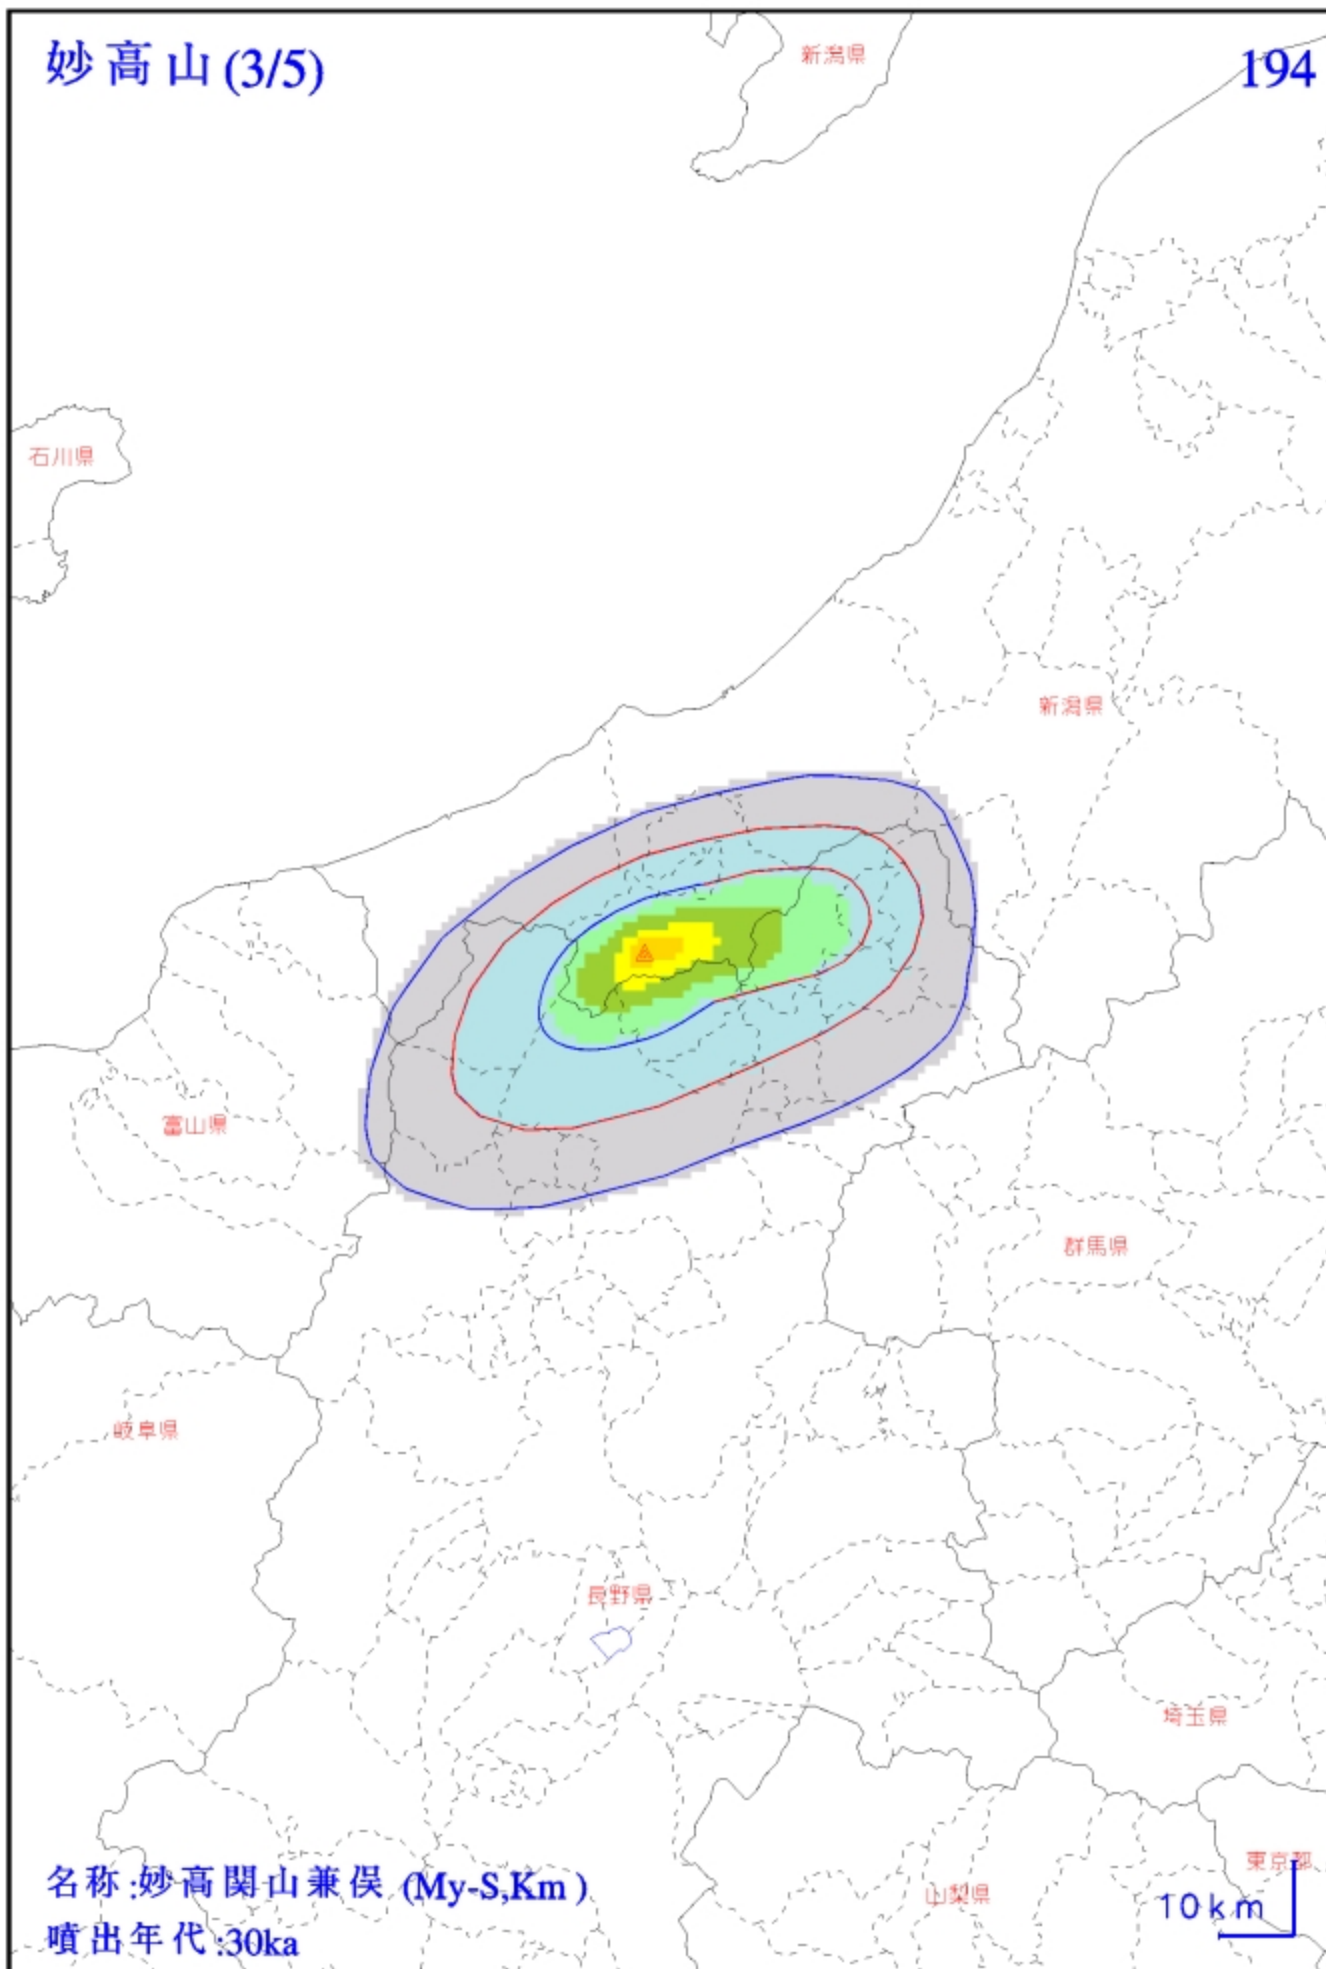 妙高山(3/5)
194
新潟県
石川県
新潟県
富山県
群馬県
岐阜県
長野県
埼玉県
東京都
山梨県
10km
名称:妙高関山兼俣 (My-S,Km )
噴出年代:30ka